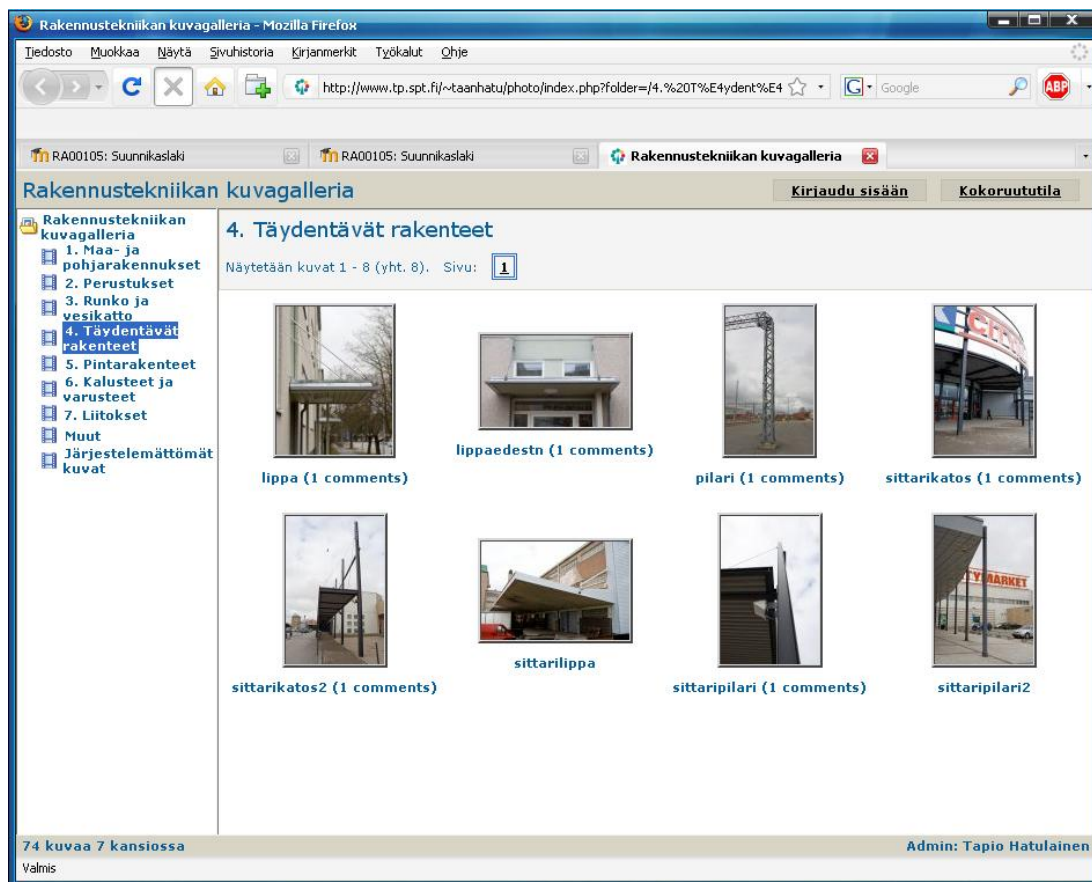 Rakennustekniikan kuvagalleria - Mozilla Firefox
Tiedosto Muokkaa Näytä Sivuhistoria Kirjanmerkit Työkalut Ohje
http://www.tp.spt.fi/~taanhatu/photo/index.php?folder=/4.%20T%E4ydent%E4
G Google
ABP
RA00105: Suunnikaslaki
RA00105: Suunnikaslaki
Rakennustekniikan kuvagalleria
Rakennustekniikan kuvagalleria
Kirjaudu sisään
Kokoruututila
Rakennustekniikan
kuvagalleria
1. Maa- ja
pohjarakennukset
2. Perustukset
3. Runko ja
vesikatto
4. Täydentävät
rakenteet
5. Pintarakenteet
6. Kalusteet ja
varusteet
7. Liitokset
Muut
Järjestelemättömät
kuvat
4. Täydentävät rakenteet
Näytetään kuvat 1 - 8 (yht. 8). Sivu: 1
lippa (1 comments)
lippaedestn (1 comments)
pilari (1 comments)
sittarikatos (1 comments)
sittarikatos2 (1 comments)
sittarilippa
sittaripilari (1 comments)
sittaripilari2
74 kuvaa 7 kansiossa
Admin: Tapio Hatulainen
Valmis